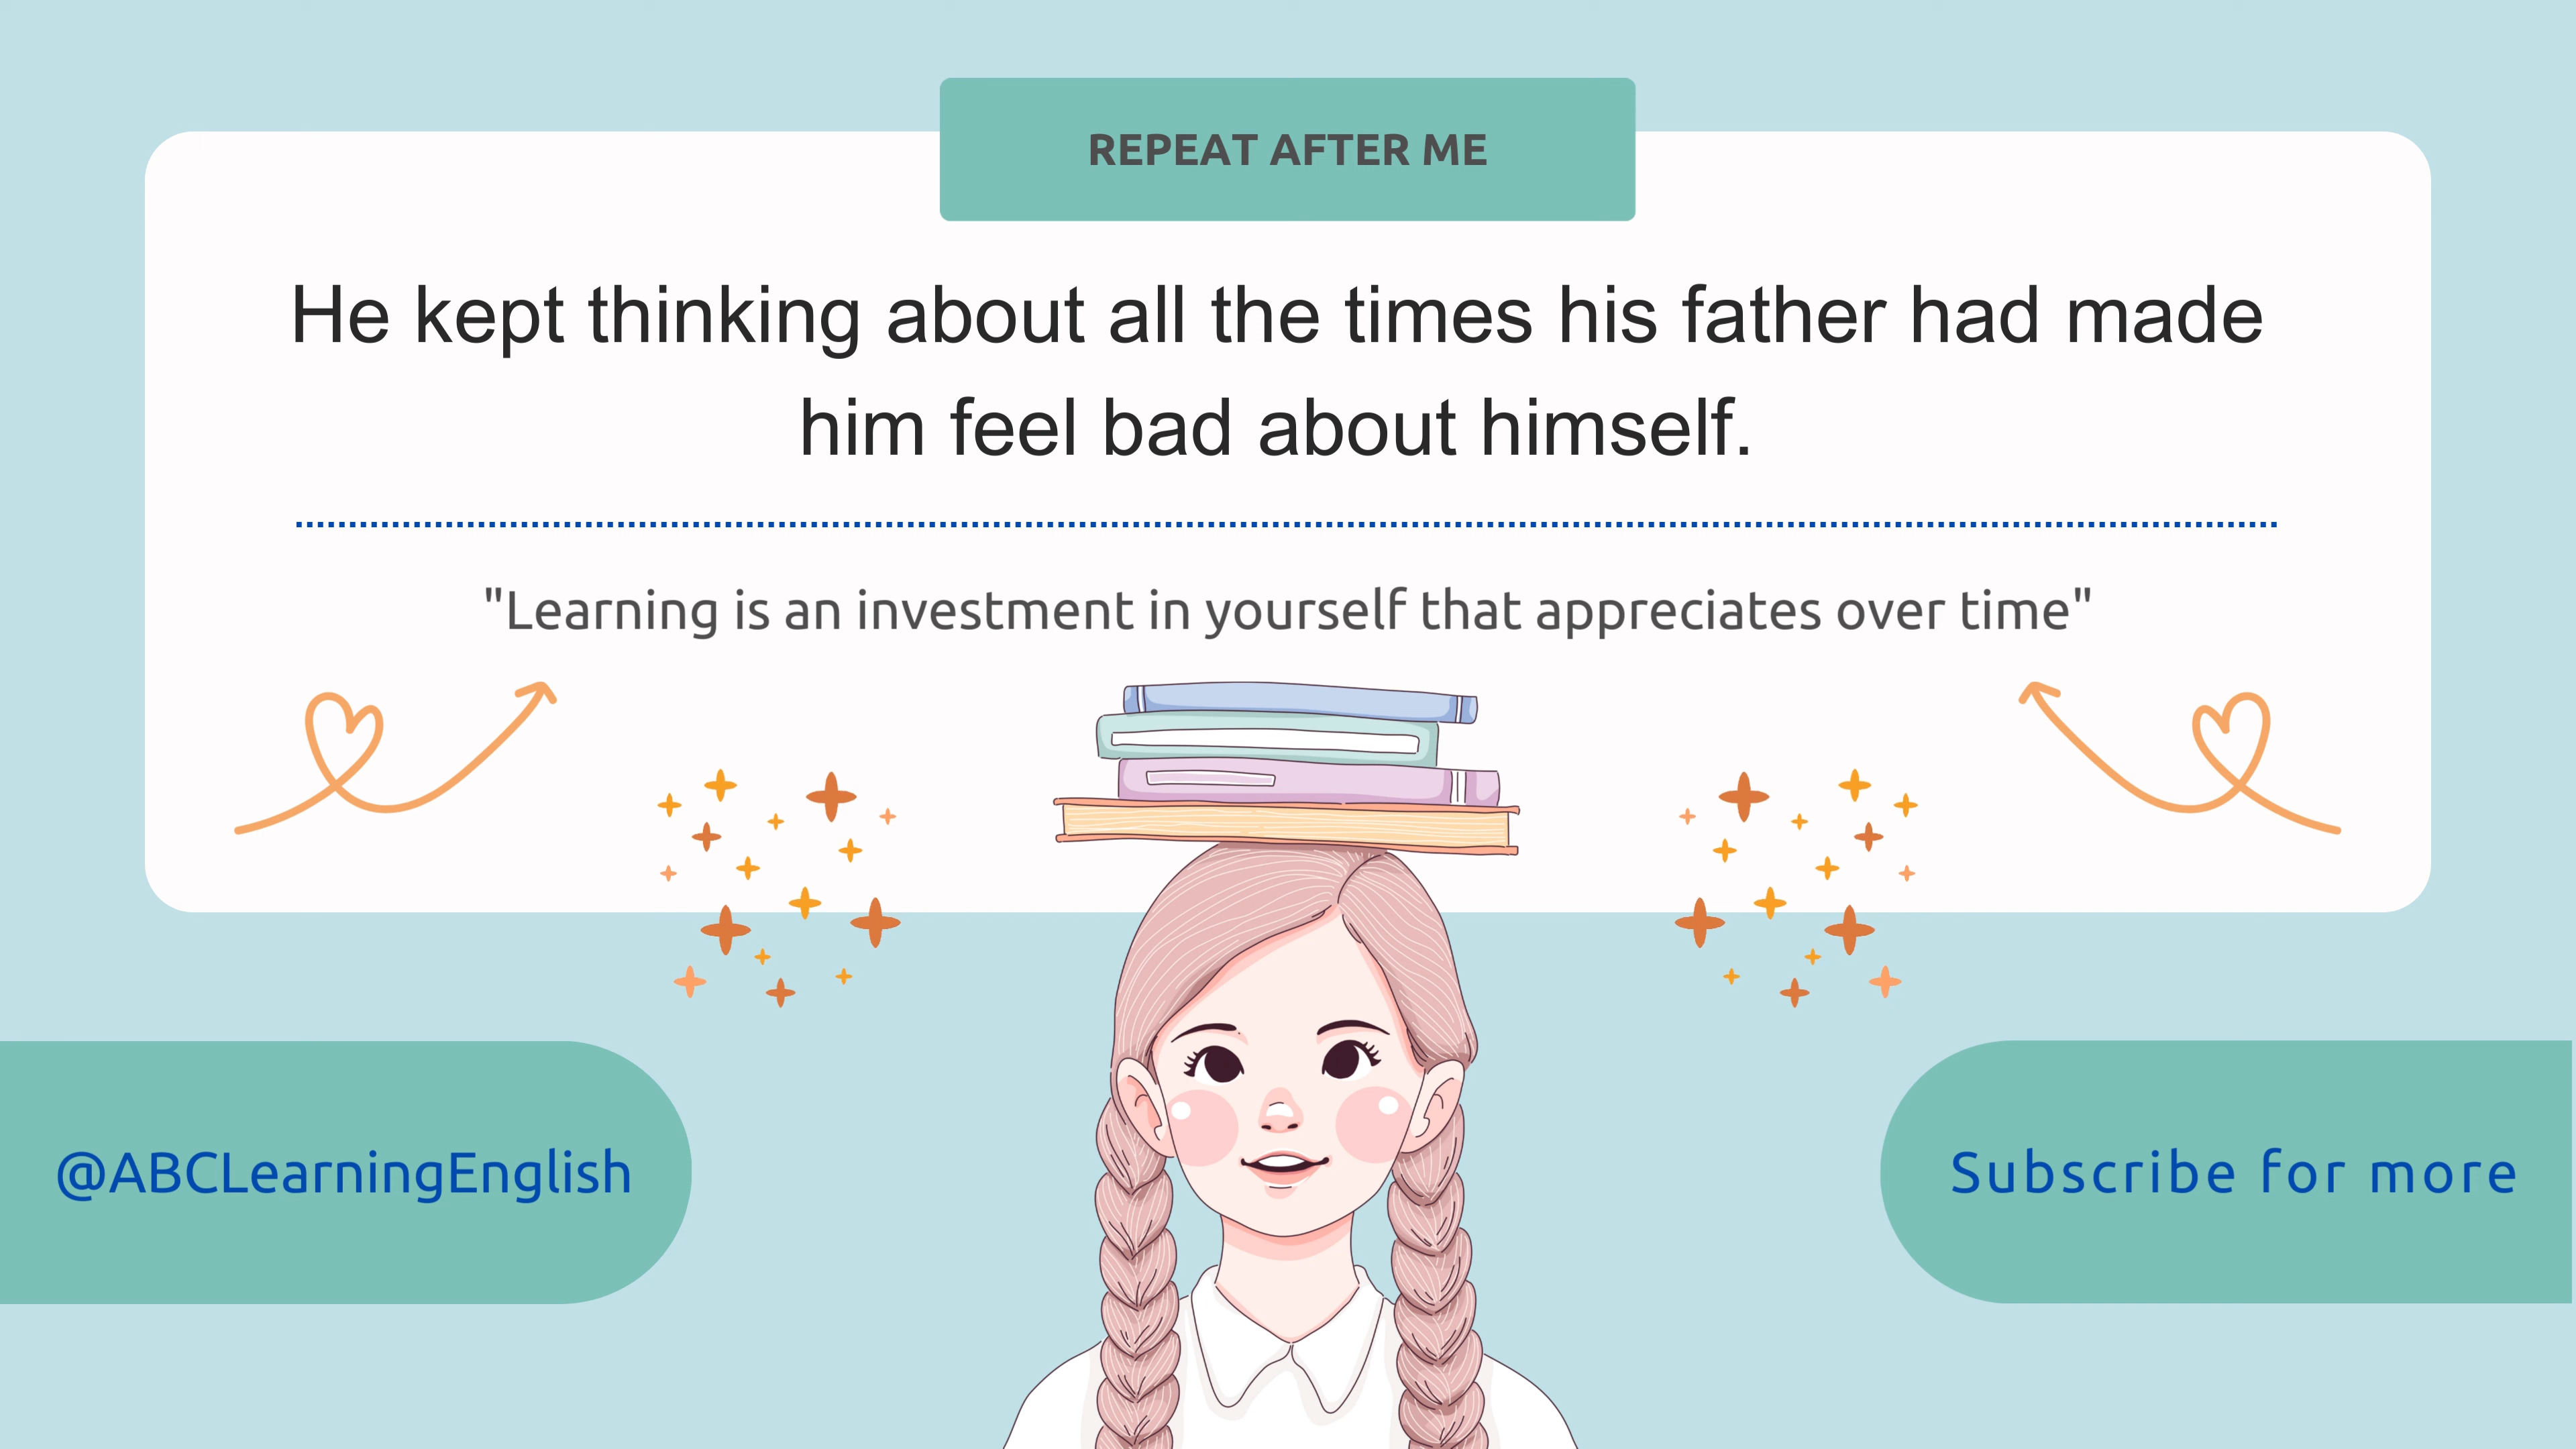 REPEAT AFTER ME
He kept thinking about all the times his father had made
him feel bad about himself.
"Learning is an investment in yourself that appreciates over time"
@ABCLearningEnglish
Subscribe for more